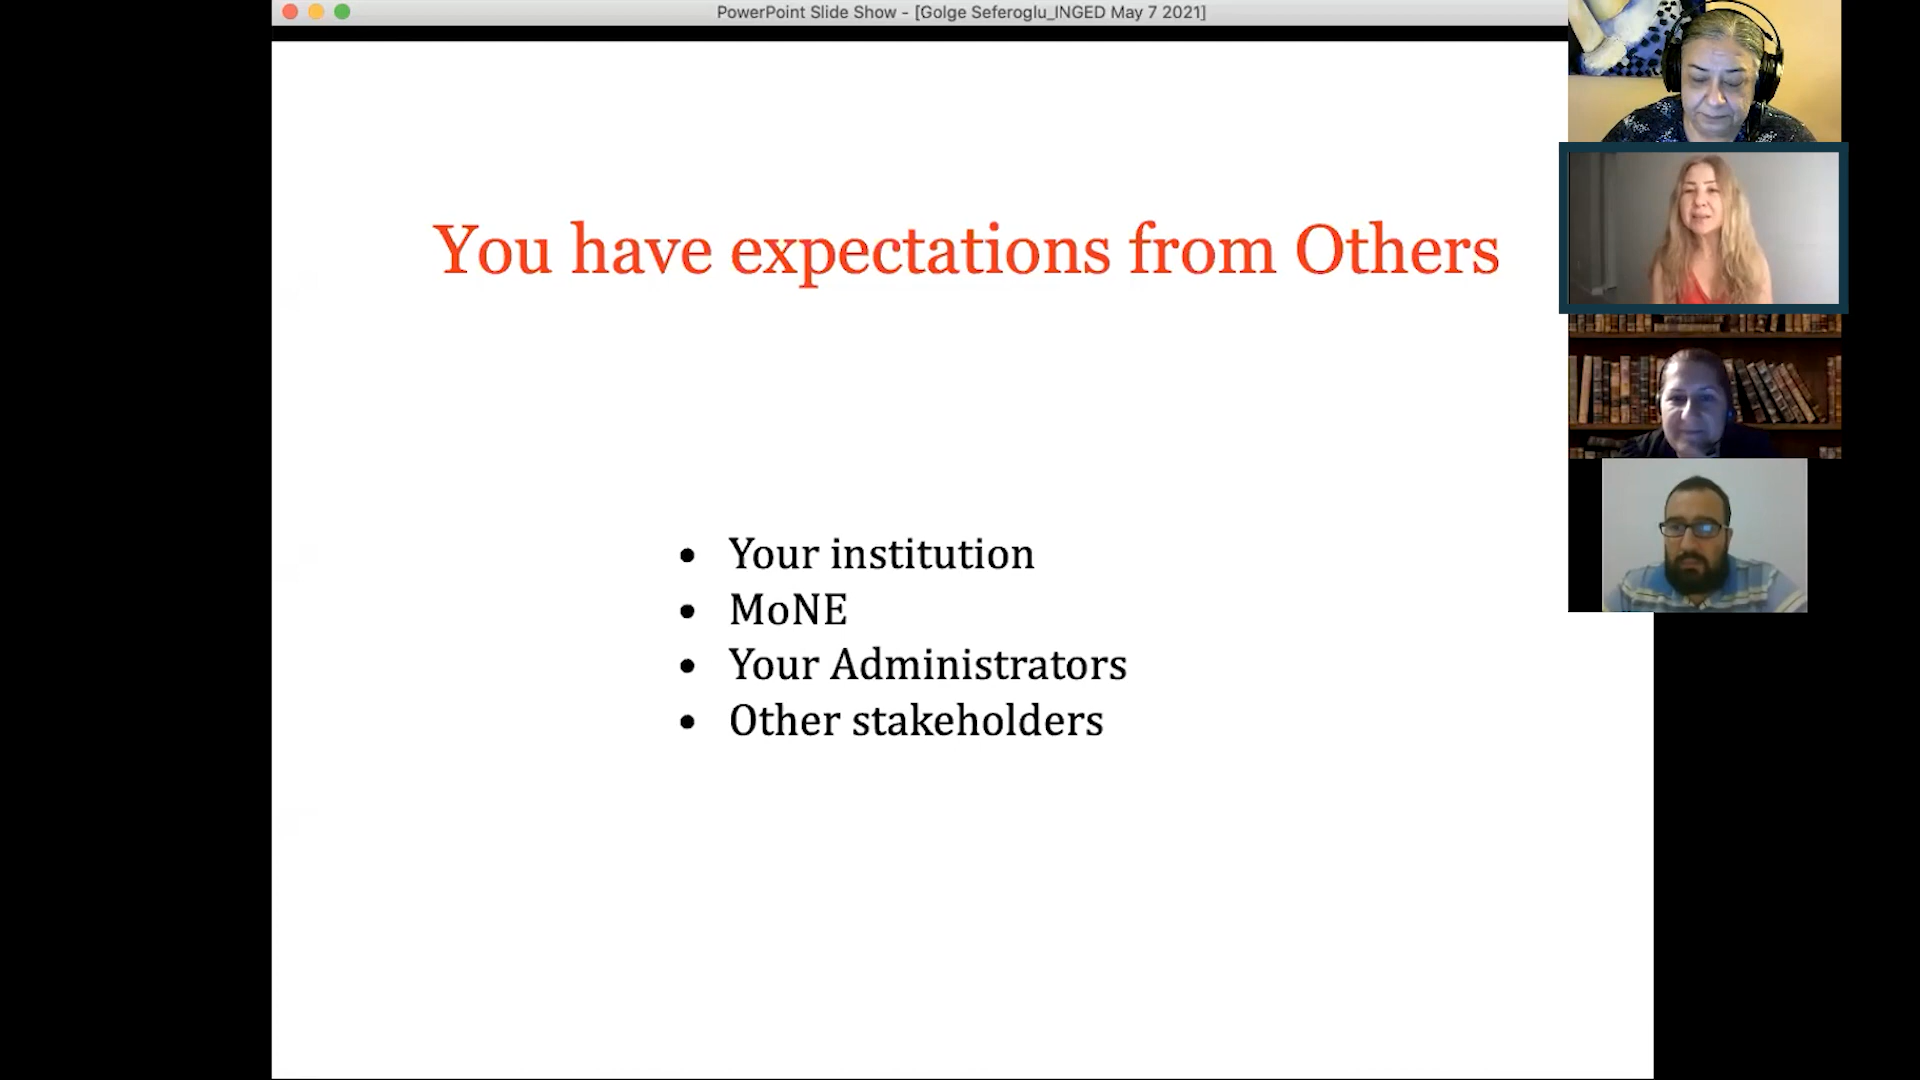 PowerPoint Slide Show - [Golge Seferoglu_INGED May 7 2021]
You have expectations from Others
• Your institution
• MoNE
• Your Administrators
• Other stakeholders